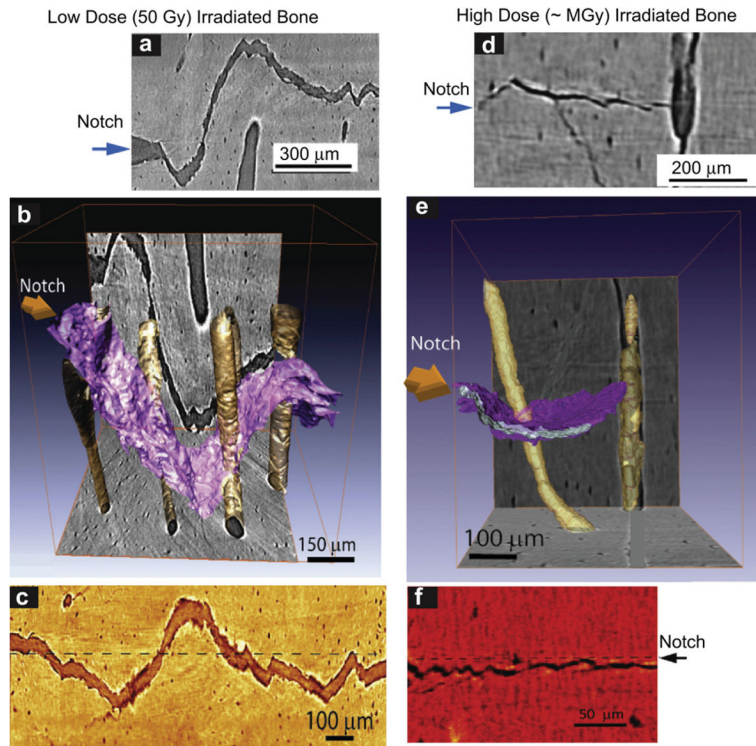 Low Dose (50 Gy) Irradiated Bone
High Dose (~ MGy) Irradiated Bone
a
Notch
300 μm
d
Notch
200 μm
b
Notch
150 μm
e
Notch
100 μm
c
100 μm
f
Notch
50 μm